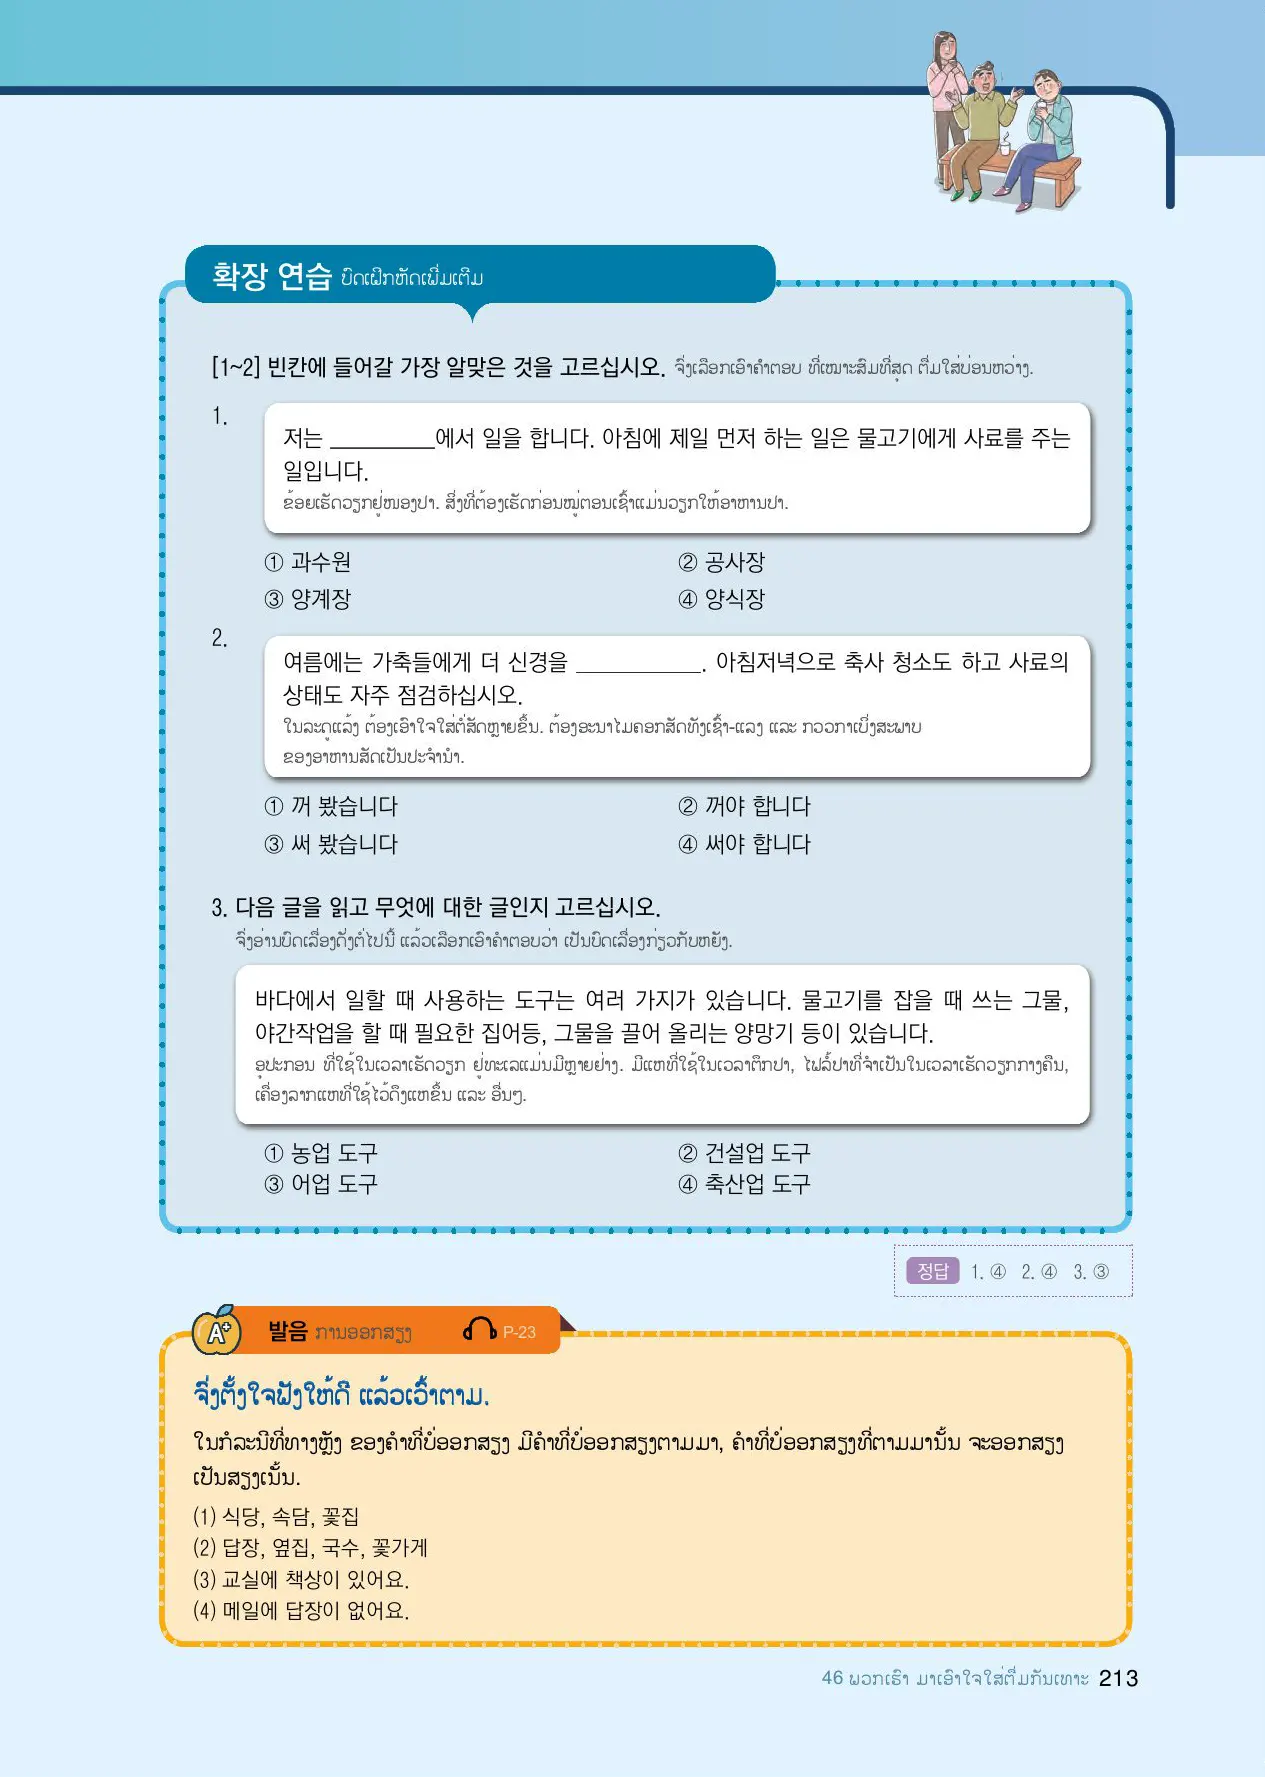 확장 연습 ບົດເຝິກຫັດເພີ່ມເຕີມ
[1~2] 빈칸에 들어갈 가장 알맞은 것을 고르십시오. ຈົ່ງເລືອກເອົາຄຳຕອບ ທີ່ເໝາະສົມທີ່ສຸດ ຕື່ມໃສ່ບ່ອນຫວ່າງ.
1.
저는 __________에서 일을 합니다. 아침에 제일 먼저 하는 일은 물고기에게 사료를 주는
일입니다.
ຂ້ອຍເຮັດວຽກຢູ່ໜອງປາ. ສິ່ງທີ່ຕ້ອງເຮັດກ່ອນໝູ່ຕອນເຊົ້າແມ່ນວຽກໃຫ້ອາຫານປາ.
① 과수원 ② 공사장
③ 양계장 ④ 양식장
2.
여름에는 가축들에게 더 신경을 __________. 아침저녁으로 축사 청소도 하고 사료의
상태도 자주 점검하십시오.
ໃນລະດູແລ້ງ ຕ້ອງເອົາໃຈໃສ່ຕໍ່ສັດຫຼາຍຂຶ້ນ. ຕ້ອງອະນາໄມຄອກສັດທັງເຊົ້າ-ແລງ ແລະ ກວດກາເບິ່ງສະພາບ
ຂອງອາຫານສັດເປັນປະຈຳນຳ.
① 꺼 봤습니다 ② 꺼야 합니다
③ 써 봤습니다 ④ 써야 합니다
3. 다음 글을 읽고 무엇에 대한 글인지 고르십시오.
ຈົ່ງອ່ານບົດເລື່ອງດັ່ງຕໍ່ໄປນີ້ ແລ້ວເລືອກເອົາຄຳຕອບວ່າ ເປັນບົດເລື່ອງກ່ຽວກັບຫຍັງ.
바다에서 일할 때 사용하는 도구는 여러 가지가 있습니다. 물고기를 잡을 때 쓰는 그물,
야간작업을 할 때 필요한 집어등, 그물을 끌어 올리는 양망기 등이 있습니다.
ອຸປະກອນ ທີ່ໃຊ້ໃນເວລາເຮັດວຽກ ຢູ່ທະເລແມ່ນມີຫຼາຍຢ່າງ. ມີແຫທີ່ໃຊ້ໃນເວລາຕຶກປາ, ໄຟລໍ້ປາທີ່ຈຳເປັນໃນເວລາເຮັດວຽກກາງຄືນ,
ເຄື່ອງລາກແຫທີ່ໃຊ້ໄວ້ດຶງແຫຂຶ້ນ ແລະ ອື່ນໆ.
① 농업 도구 ② 건설업 도구
③ 어업 도구 ④ 축산업 도구
정답 1. ④ 2. ④ 3. ③
A+ 발음 ການອອກສຽງ P-23
ຈົ່ງຕັ້ງໃຈຟັງໃຫ້ດີ ແລ້ວເວົ້າຕາມ.
ໃນກໍລະນີທີ່ທາງຫຼັງ ຂອງຄຳທີ່ບໍ່ອອກສຽງ ມີຄຳທີ່ບໍ່ອອກສຽງຕາມມາ, ຄຳທີ່ບໍ່ອອກສຽງທີ່ຕາມມານັ້ນ ຈະອອກສຽງ
ເປັນສຽງເນັ້ນ.
(1) 식당, 속담, 꽃집
(2) 답장, 옆집, 국수, 꽃가게
(3) 교실에 책상이 있어요.
(4) 메일에 답장이 없어요.
46 ພວກເຮົາ ມາເອົາໃຈໃສ່ຕື່ມກັນເທາະ 213